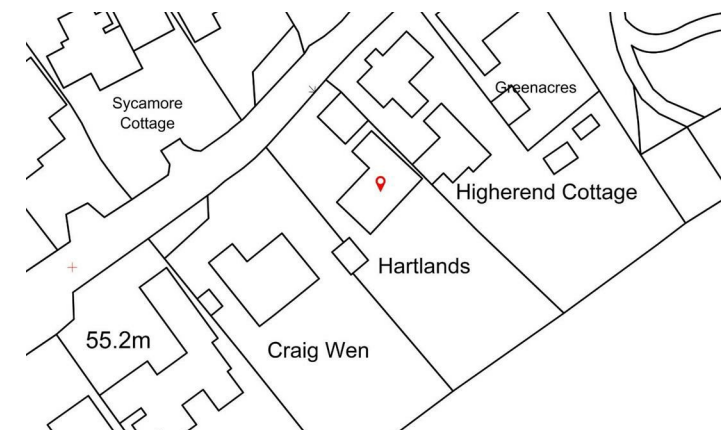 Greenacres
Sycamore
Cottage
Higherend Cottage
Hartlands
55.2m
Craig Wen